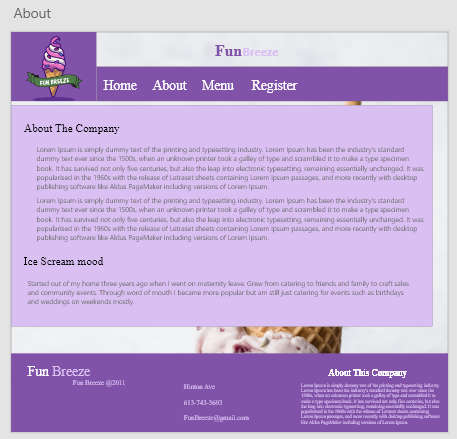 About
Fun Breeze
FUN BREEZE
Home About Menu Register
About The Company
Lorem Ipsum is simply dummy text of the printing and typesetting industry. Lorem Ipsum has been the industry's standard
dummy text ever since the 1500s, when an unknown printer took a galley of type and scrambled it to make a type specimen
book. It has survived not only five centuries, but also the leap into electronic typesetting, remaining essentially unchanged. It was
popularised in the 1960s with the release of Letraset sheets containing Lorem Ipsum passages, and more recently with desktop
publishing software like Aldus PageMaker including versions of Lorem Ipsum.
Lorem Ipsum is simply dummy text of the printing and typesetting industry. Lorem Ipsum has been the industry's standard
dummy text ever since the 1500s, when an unknown printer took a galley of type and scrambled it to make a type specimen
book. It has survived not only five centuries, but also the leap into electronic typesetting, remaining essentially unchanged. It was
popularised in the 1960s with the release of Letraset sheets containing Lorem Ipsum passages, and more recently with desktop
publishing software like Aldus PageMaker including versions of Lorem Ipsum.
Ice Scream mood
Started out of my home three years ago when I went on maternity leave. Grew from catering to friends and family to craft sales
and community events. Through word of mouth I became more popular but am still just catering for events such as birthdays
and weddings on weekends mostly.
Fun Breeze
Fun Breeze @2011
Hinton Ave
613-743-3693
FunBreeze@gmail.com
About This Company
Lorem Ipsum is simply dummy text of the printing and typesetting industry.
Lorem Ipsum has been the industry's standard dummy text ever since the
1500s, when an unknown printer took a galley of type and scrambled it to
make a type specimen book. It has survived not only five centuries, but also
the leap into electronic typesetting, remaining essentially unchanged. It was
popularised in the 1960s with the release of Letraset sheets containing
Lorem Ipsum passages, and more recently with desktop publishing software
like Aldus PageMaker including versions of Lorem Ipsum.